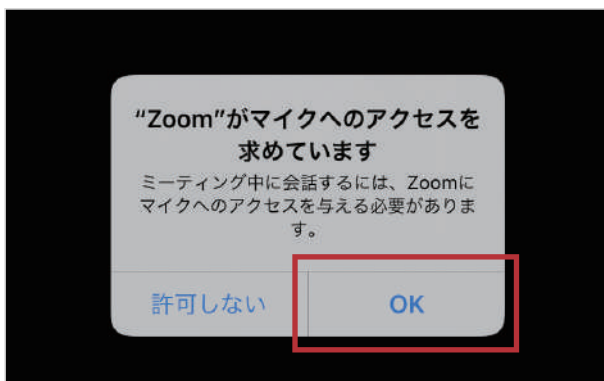 "Zoom"がマイクへのアクセスを
求めています
ミーティング中に会話するには、Zoomに
マイクへのアクセスを与える必要がありま
す。
許可しない
OK